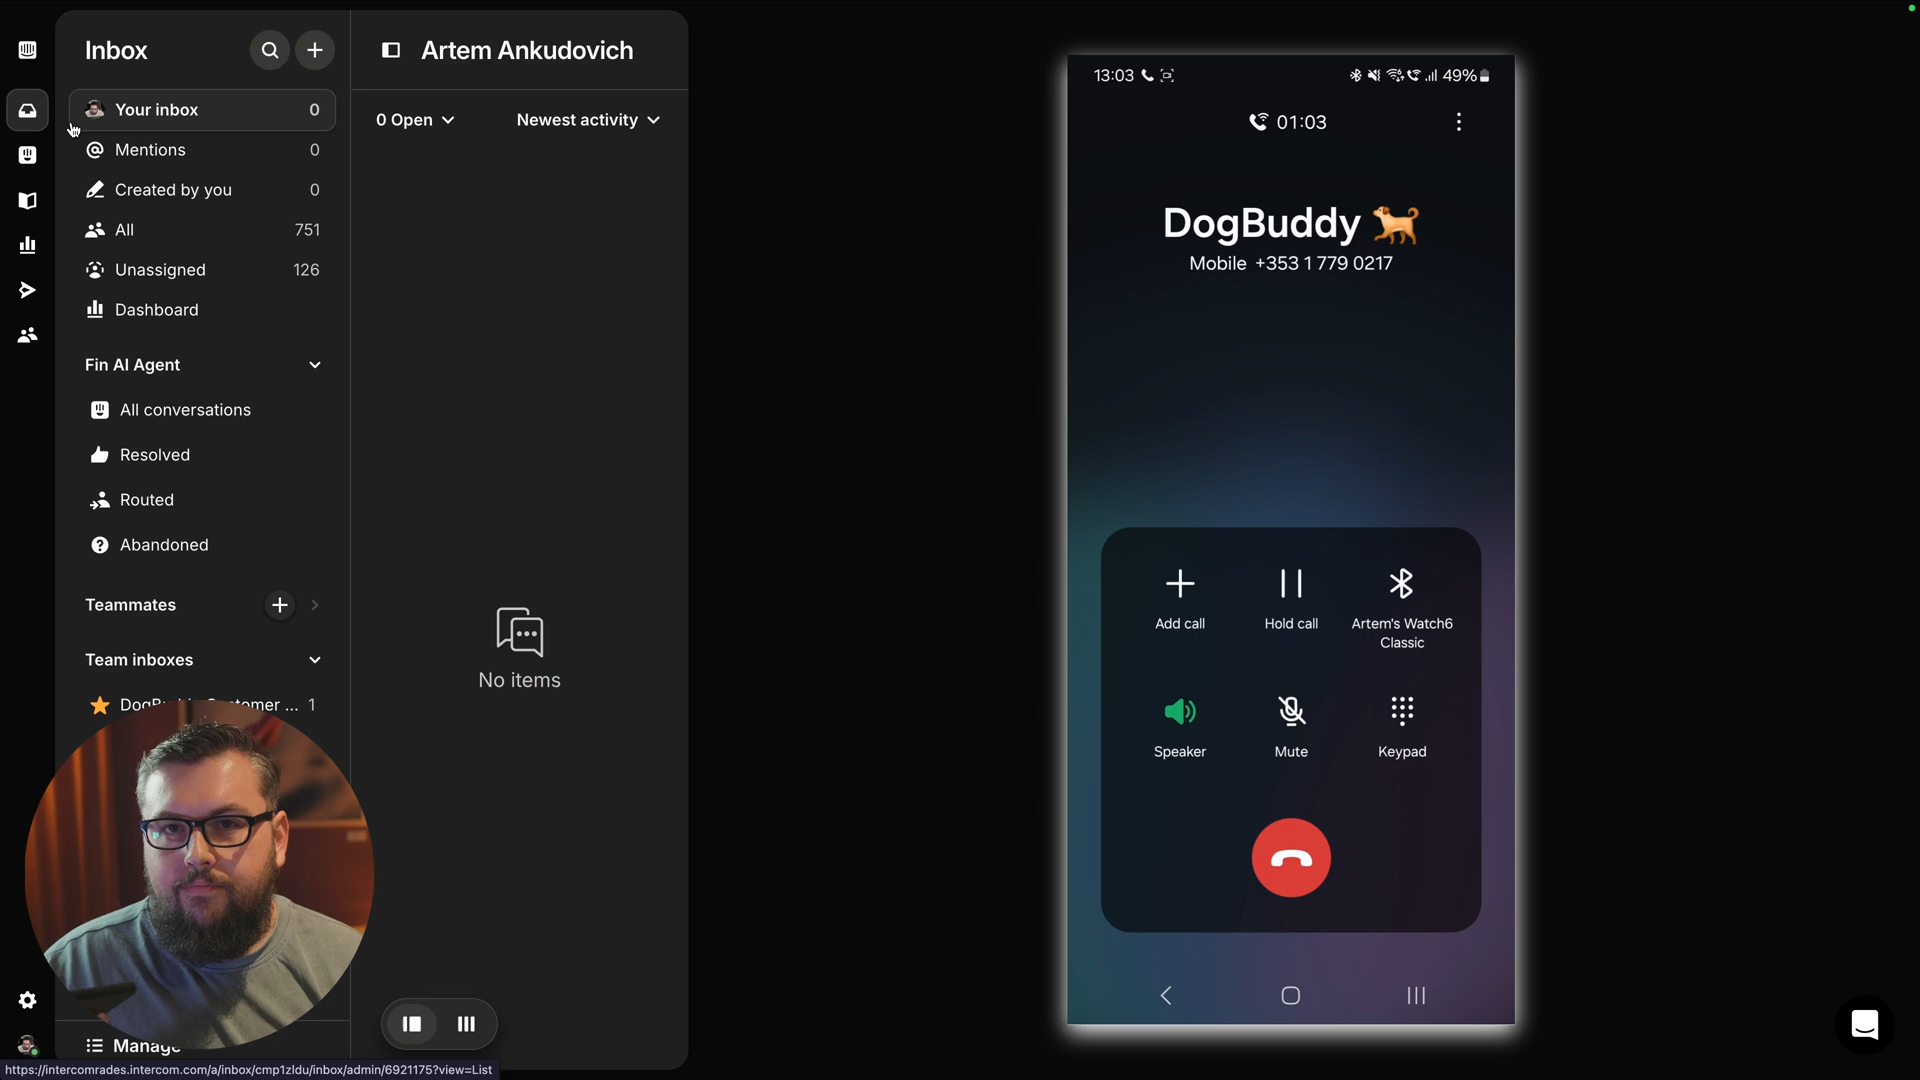 Inbox
Your inbox 0
Mentions 0
Created by you 0
All 751
Unassigned 126
Dashboard
Fin AI Agent
All conversations
Resolved
Routed
Abandoned
Teammates
Team inboxes
... 1
https://intercomrades.intercom.com/a/inbox/cmp1zldu/inbox/admin/6921175?view=List
Artem Ankudovich
0 Open
Newest activity
No items
13:03
49%
01:03
DogBuddy
Mobile +353 1 779 0217
Add call
Hold call
Artem's Watch6
Classic
Speaker
Mute
Keypad